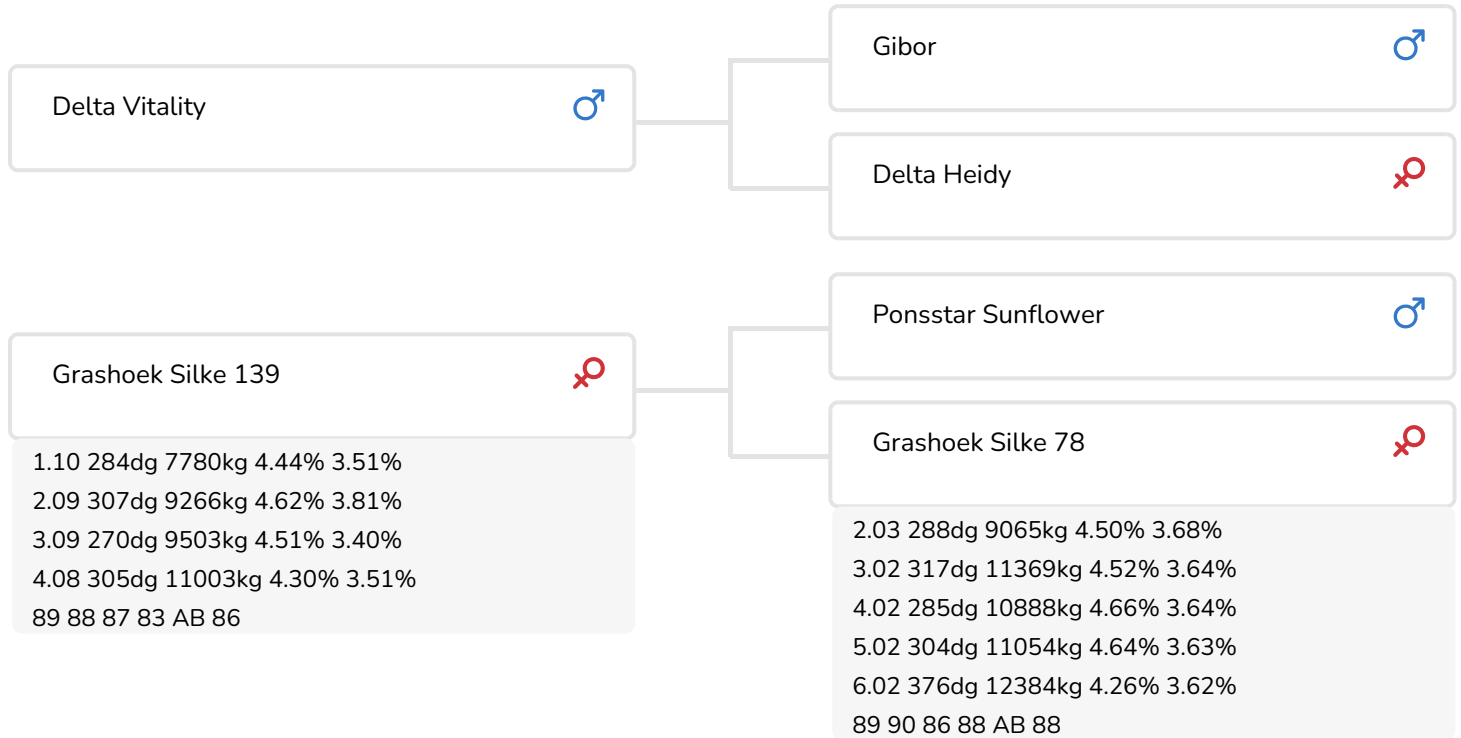 Delta Vitality
Gibor
Delta Heidy
Grashoek Silke 139
1.10 284dg 7780kg 4.44% 3.51%
2.09 307dg 9266kg 4.62% 3.81%
3.09 270dg 9503kg 4.51% 3.40%
4.08 305dg 11003kg 4.30% 3.51%
89 88 87 83 AB 86
Ponsstar Sunflower
Grashoek Silke 78
2.03 288dg 9065kg 4.50% 3.68%
3.02 317dg 11369kg 4.52% 3.64%
4.02 285dg 10888kg 4.66% 3.64%
5.02 304dg 11054kg 4.64% 3.63%
6.02 376dg 12384kg 4.26% 3.62%
89 90 86 88 AB 88